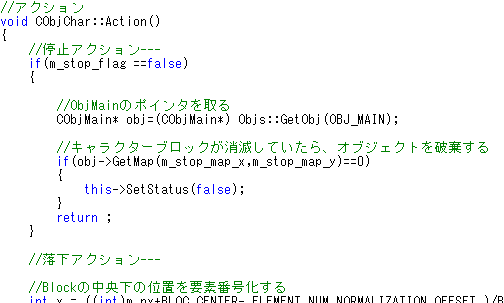 //アクション
void CObjChar::Action()
{
//停止アクション---
if(m_stop_flag ==false)
{
//ObjMainのポインタを取る
CObjMain* obj=(CObjMain*) Objs::GetObj(OBJ_MAIN);
//キャラクターブロックが消滅していたら、オブジェクトを破棄する
if(obj->GetMap(m_stop_map_x,m_stop_map_y)==0)
{
this->SetStatus(false);
}
return ;
}
//落下アクション---
//Blockの中央下の位置を要素番号化する
int x = ((int)m_px+BLOC_CENTER- ELEMENT_NUM_NORMALIZATION_OFFSET )/